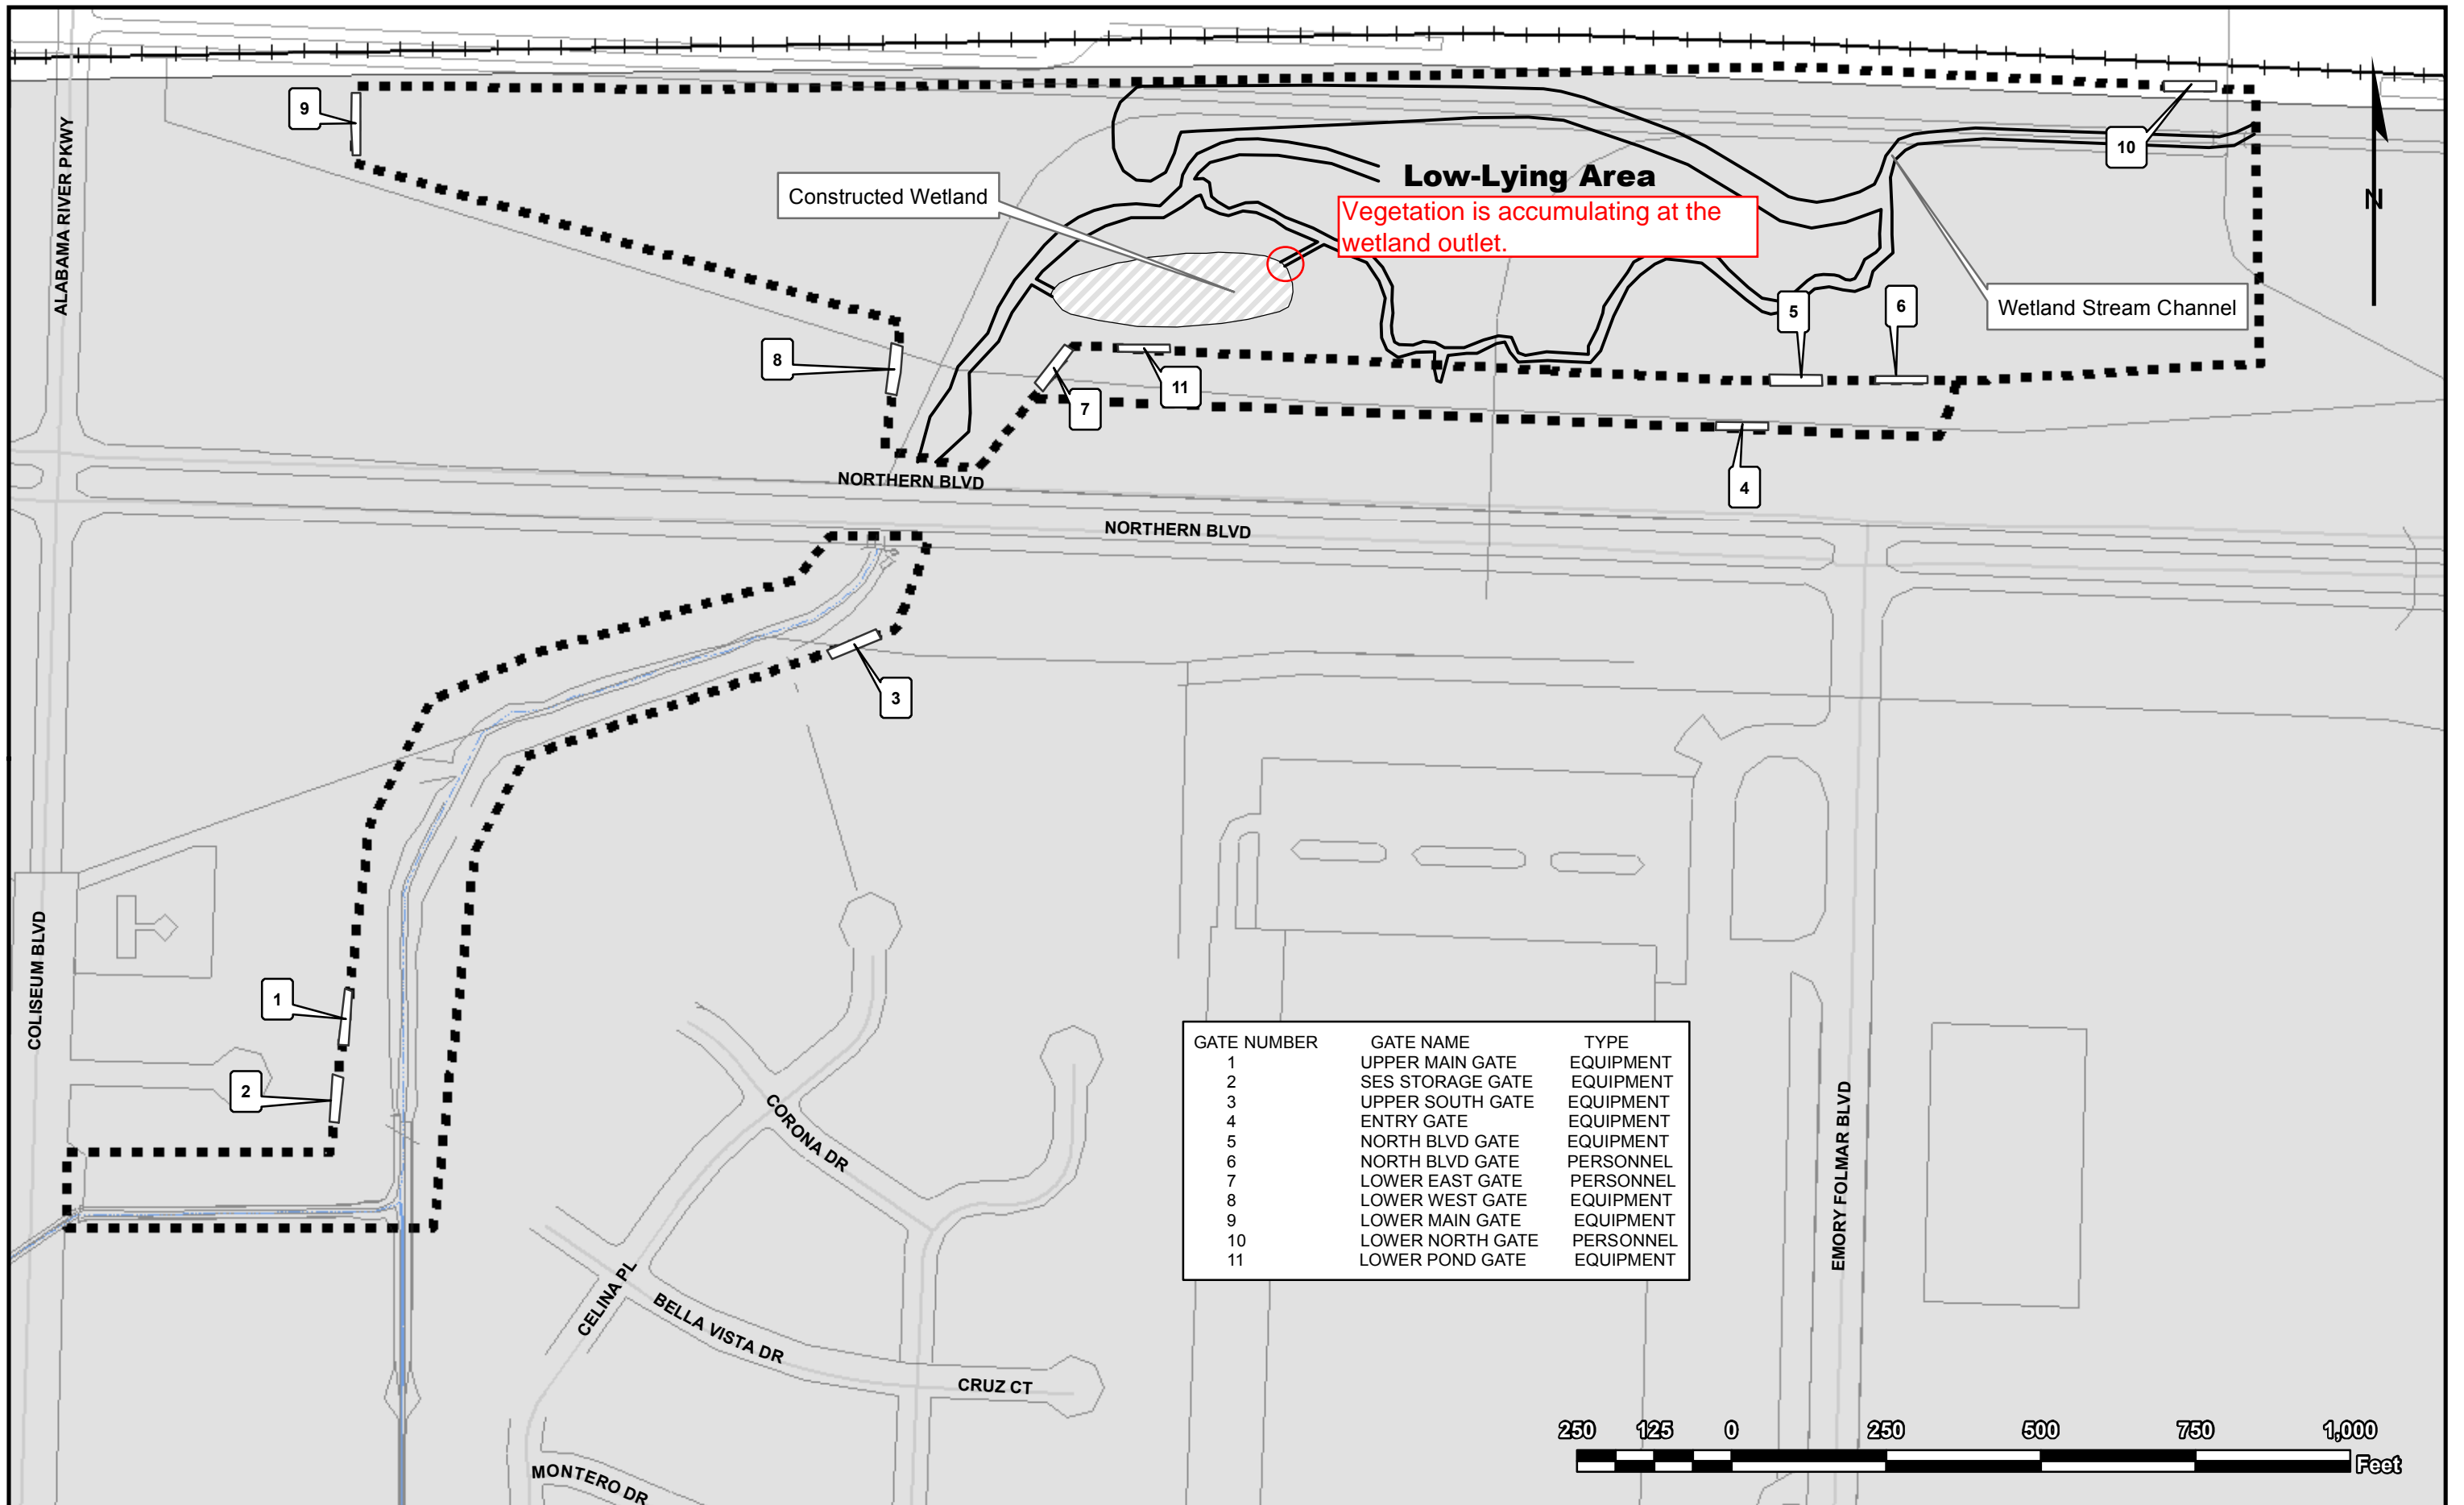 9
ALABAMA RIVER PKWY
Constructed Wetland
Low-Lying Area
Vegetation is accumulating at the
wetland outlet.
10
N
Wetland Stream Channel
5
6
8
11
7
4
NORTHERN BLVD
NORTHERN BLVD
3
COLISEUM BLVD
1
2
CORONA DR
CELINA PL
BELLA VISTA DR
CRUZ CT
MONTERO DR
EMORY FOLMAR BLVD
GATE NUMBER GATE NAME TYPE
1 UPPER MAIN GATE EQUIPMENT
2 SES STORAGE GATE EQUIPMENT
3 UPPER SOUTH GATE EQUIPMENT
4 ENTRY GATE EQUIPMENT
5 NORTH BLVD GATE EQUIPMENT
6 NORTH BLVD GATE PERSONNEL
7 LOWER EAST GATE PERSONNEL
8 LOWER WEST GATE EQUIPMENT
9 LOWER MAIN GATE EQUIPMENT
10 LOWER NORTH GATE PERSONNEL
11 LOWER POND GATE EQUIPMENT
250 125 0 250 500 750 1,000
Feet